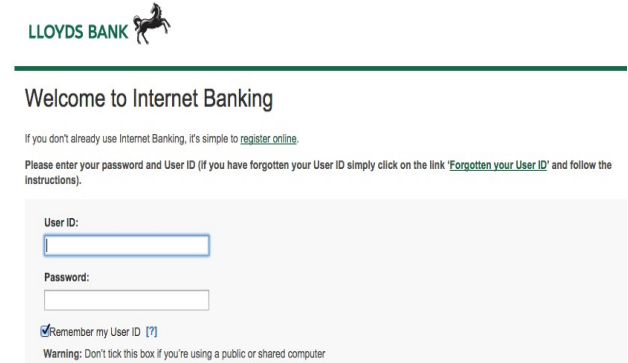 LLOYDS BANK
Welcome to Internet Banking
If you don't already use Internet Banking, it's simple to register online.
Please enter your password and User ID (if you have forgotten your User ID simply click on the link 'Forgotten your User ID' and follow the
instructions).
User ID:
Password:
Remember my User ID [?]
Warning: Don't tick this box if you're using a public or shared computer